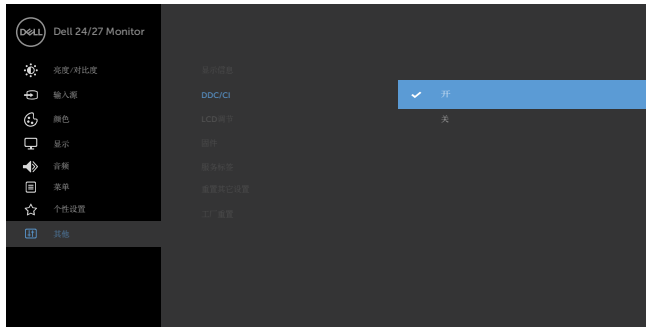 DELL
Dell 24/27 Monitor
亮度/对比度
输入源
颜色
显示
音频
菜单
个性设置
其他
显示信息
DDC/CI
LCD调节
固件
服务标签
重置其它设置
工厂重置
开
关